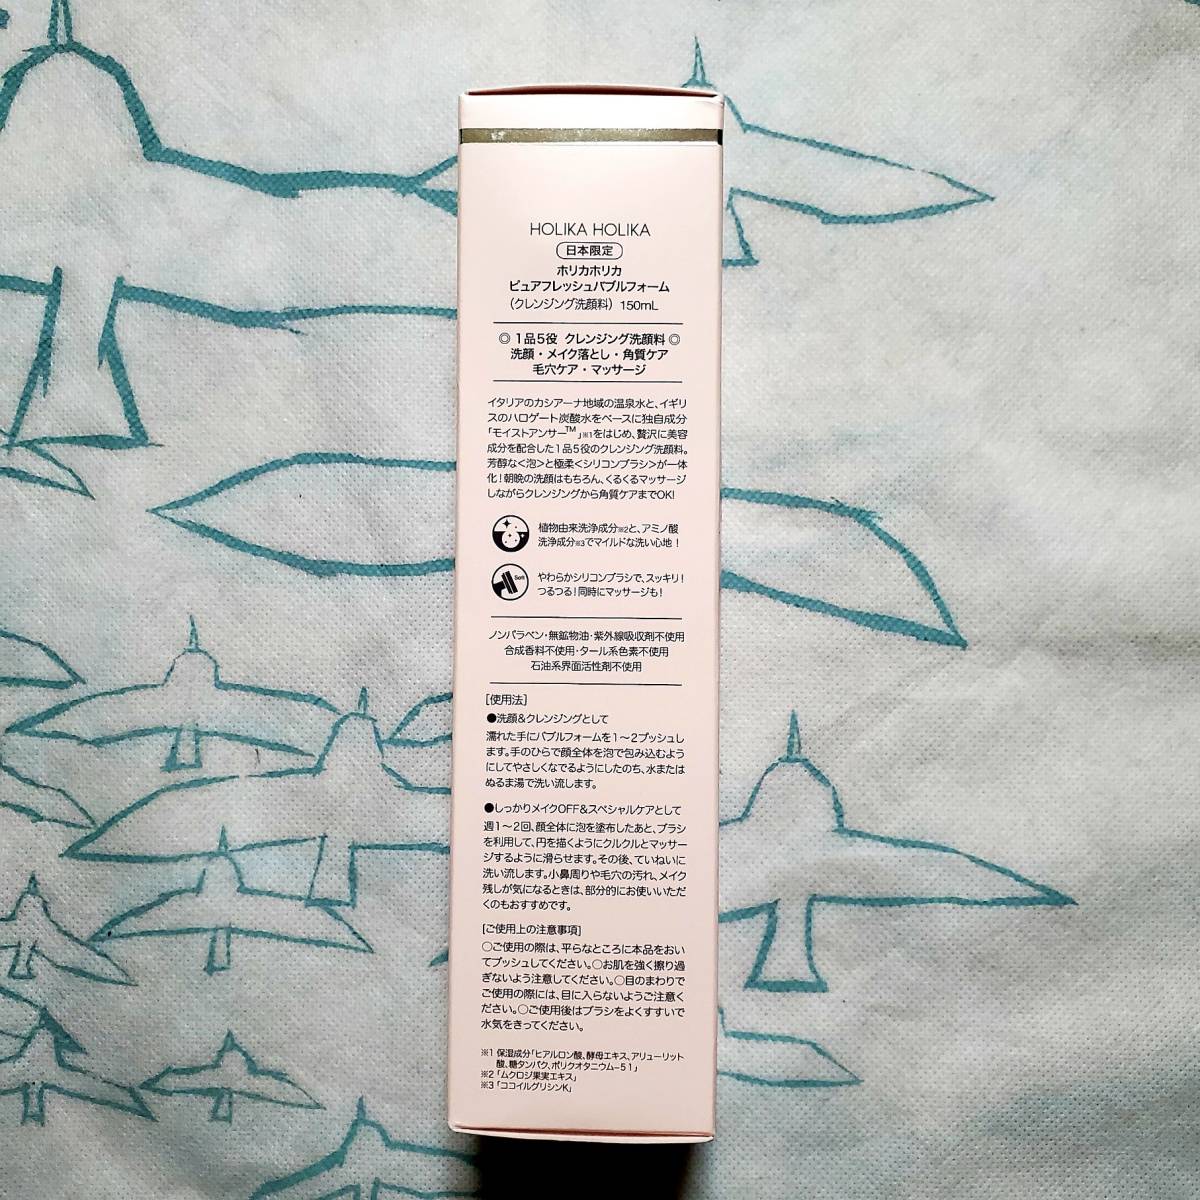 HOLIKA HOLIKA
日本限定
ホリカホリカ
ピュアフレッシュバブルフォーム
（クレンジング洗顔料）150mL
◎ 1品5役 クレンジング洗顔料 ◎
洗顔・メイク落とし・角質ケア
毛穴ケア・マッサージ
イタリアのカシアーナ地域の温泉水と、イギリ
スのハロゲート炭酸水をベースに独自成分
「モイストアンサー™」※1をはじめ、贅沢に美容
成分を配合した1品5役のクレンジング洗顔料。
芳醇な<泡>と極柔<シリコンブラシ>が一体
化！朝晩の洗顔はもちろん、くるくるマッサージ
しながらクレンジングから角質ケアまでOK!
植物由来洗浄成分※2と、アミノ酸
洗浄成分※3でマイルドな洗い心地！
Soft
やわらかシリコンブラシで、スッキリ！
つるつる！同時にマッサージも！
ノンパラベン・無鉱物油・紫外線吸収剤不使用
合成香料不使用・タール系色素不使用
石油系界面活性剤不使用
［使用法］
●洗顔&クレンジングとして
濡れた手にバブルフォームを1～2プッシュし
ます。手のひらで顔全体を泡で包み込むよう
にしてやさしくなでるようにしたのち、水または
ぬるま湯で洗い流します。
●しっかりメイクOFF&スペシャルケアとして
週1～2回、顔全体に泡を塗布したあと、ブラシ
を利用して、円を描くようにクルクルとマッサー
ジするように滑らせます。その後、ていねいに
洗い流します。小鼻周りや毛穴の汚れ、メイク
残しが気になるときは、部分的にお使いいただ
くのもおすすめです。
［ご使用上の注意事項］
○ご使用の際は、平らなところに本品をおい
てプッシュしてください。○お肌を強く擦り過
ぎないよう注意してください。○目のまわりで
ご使用の際には、目に入らないようご注意く
ださい。○ご使用後はブラシをよくすすいで
水気をきってください。
※1 保湿成分「ヒアルロン酸、酵母エキス、アリューリット
酸、糖タンパク、ポリクオタニウム−51」
※2「ムクロジ果実エキス」
※3「ココイルグリシンK」